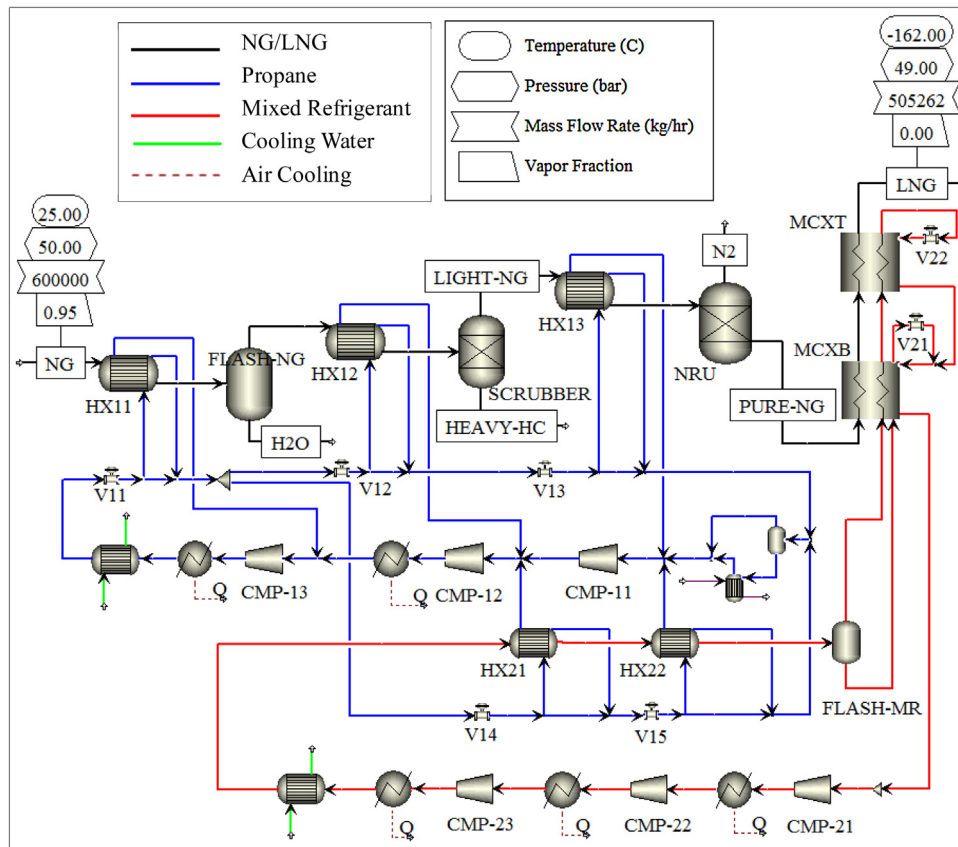 NG/LNG
Propane
Mixed Refrigerant
Cooling Water
Air Cooling
Temperature (C)
Pressure (bar)
Mass Flow Rate (kg/hr)
Vapor Fraction
-162.00
49.00
505262
0.00
LNG
MCXT
V22
25.00
50.00
600000
0.95
NG
HX11
FLASH-NG
H2O
HX12
LIGHT-NG
SCRUBBER
HEAVY-HC
HX13
N2
NRU
PURE-NG
MCXB
V21
V11
V12
V13
Q
CMP-13
Q
CMP-12
CMP-11
HX21
HX22
FLASH-MR
V14
V15
Q
CMP-23
Q
CMP-22
Q
CMP-21